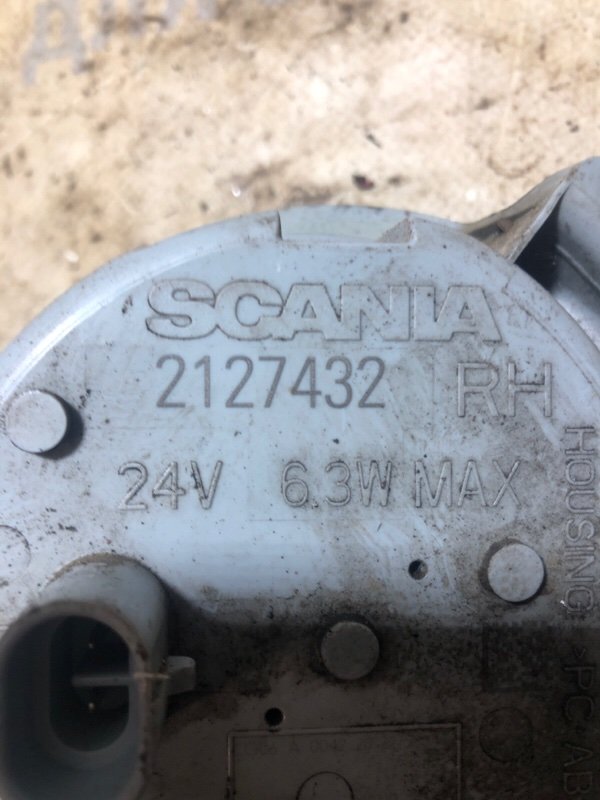 SCANIA
2127432 RH
24V 6.3W MAX
HOUSING >PC-AB